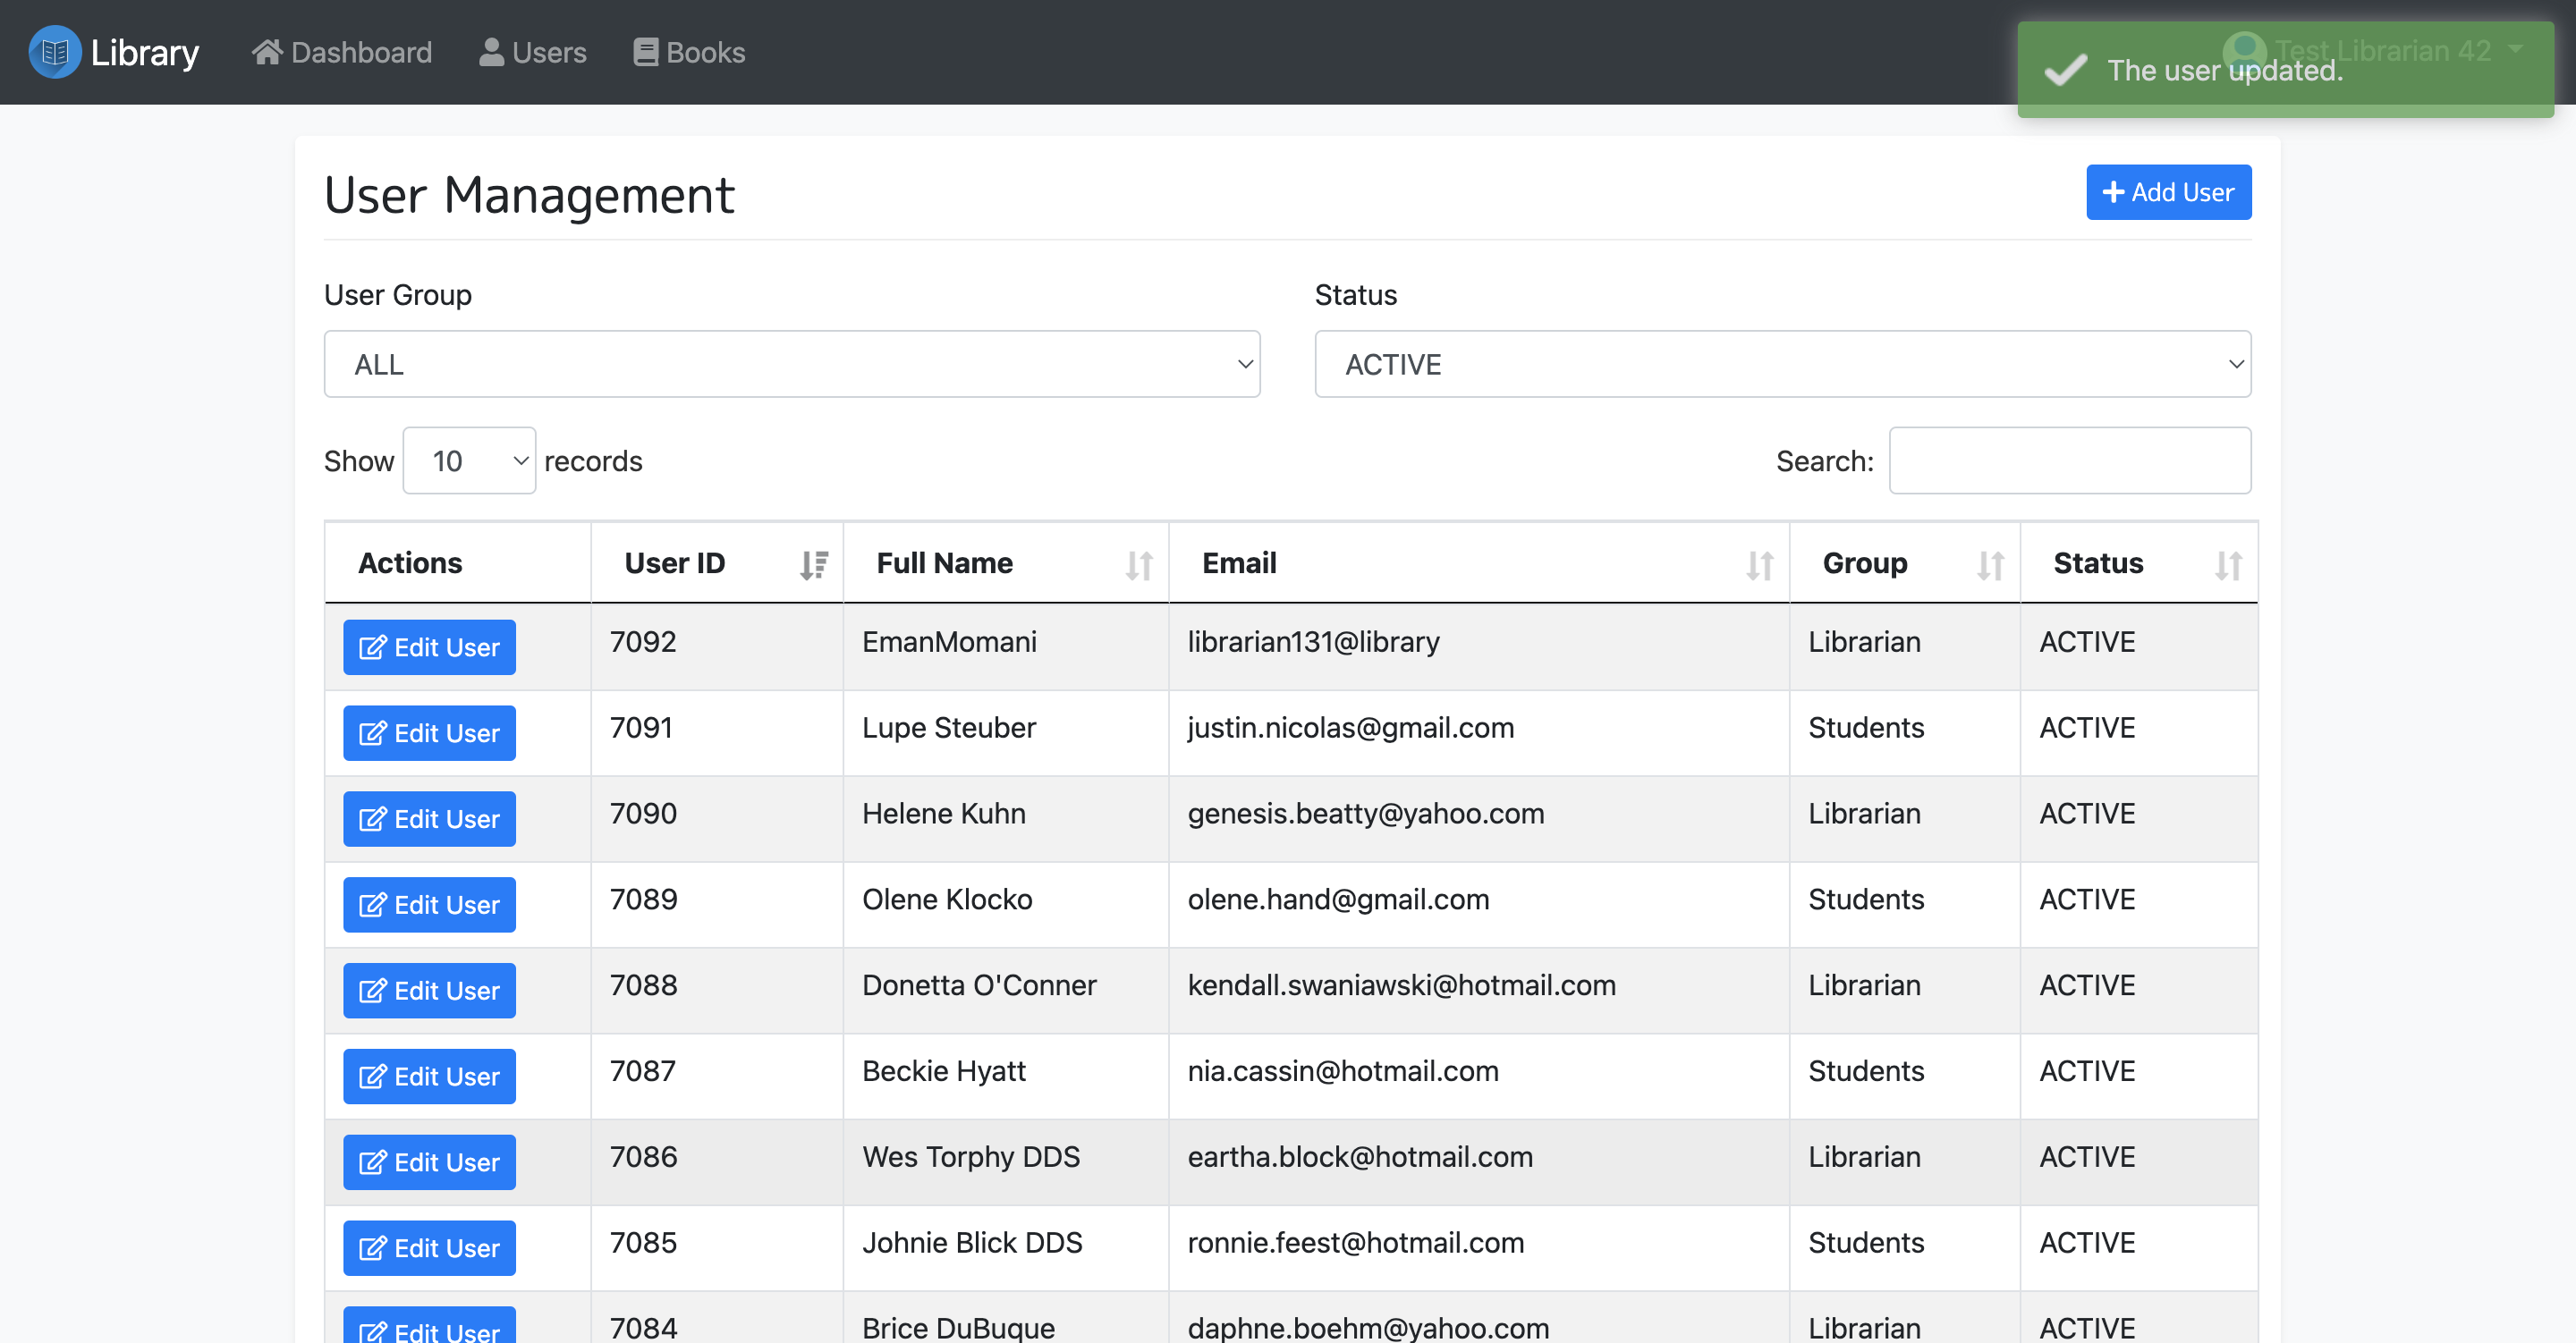 Library Dashboard Users Books Test Librarian 42
The user updated.
User Management
Add User
User Group Status
ALL ACTIVE
Show 10 records Search:
Actions User ID Full Name Email Group Status
Edit User 7092 EmanMomani librarian131@library Librarian ACTIVE
Edit User 7091 Lupe Steuber justin.nicolas@gmail.com Students ACTIVE
Edit User 7090 Helene Kuhn genesis.beatty@yahoo.com Librarian ACTIVE
Edit User 7089 Olene Klocko olene.hand@gmail.com Students ACTIVE
Edit User 7088 Donetta O'Conner kendall.swaniawski@hotmail.com Librarian ACTIVE
Edit User 7087 Beckie Hyatt nia.cassin@hotmail.com Students ACTIVE
Edit User 7086 Wes Torphy DDS eartha.block@hotmail.com Librarian ACTIVE
Edit User 7085 Johnie Blick DDS ronnie.feest@hotmail.com Students ACTIVE
Edit User 7084 Brice DuBuque daphne.boehm@yahoo.com Librarian ACTIVE